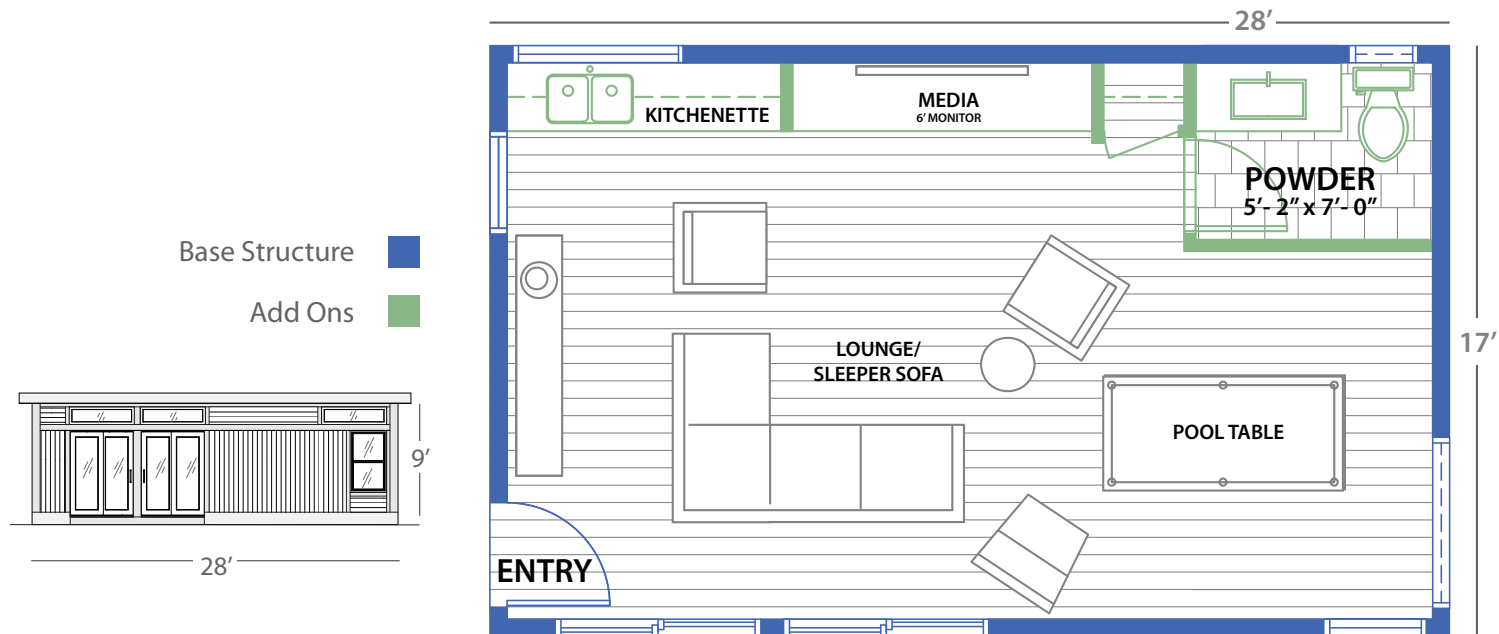 28’
KITCHENETTE
MEDIA
6’ MONITOR
POWDER
5’- 2” x 7’- 0”
Base Structure
Add Ons
LOUNGE/
SLEEPER SOFA
17’
POOL TABLE
9’
28’
ENTRY